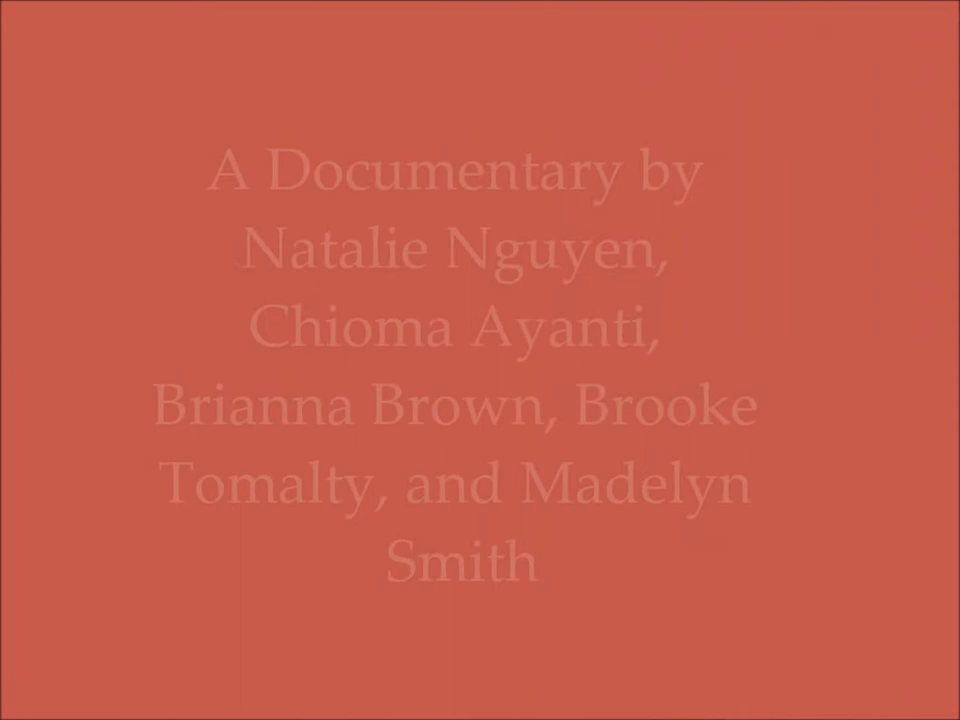 A Documentary by
Natalie Nguyen,
Chioma Ayanti,
Brianna Brown, Brooke
Tomalty, and Madelyn
Smith